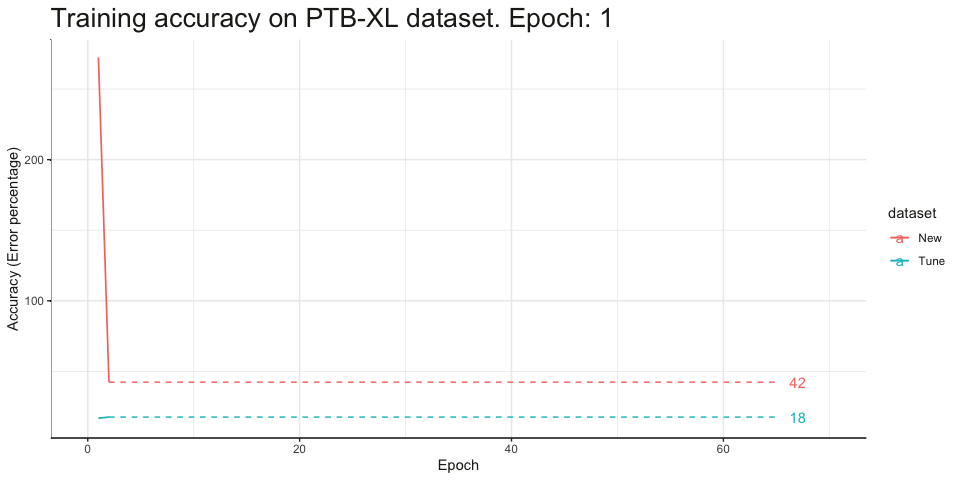 Training accuracy on PTB-XL dataset. Epoch: 1
Accuracy (Error percentage)
200
100
42
18
0
20
40
60
Epoch
dataset
a New
a Tune